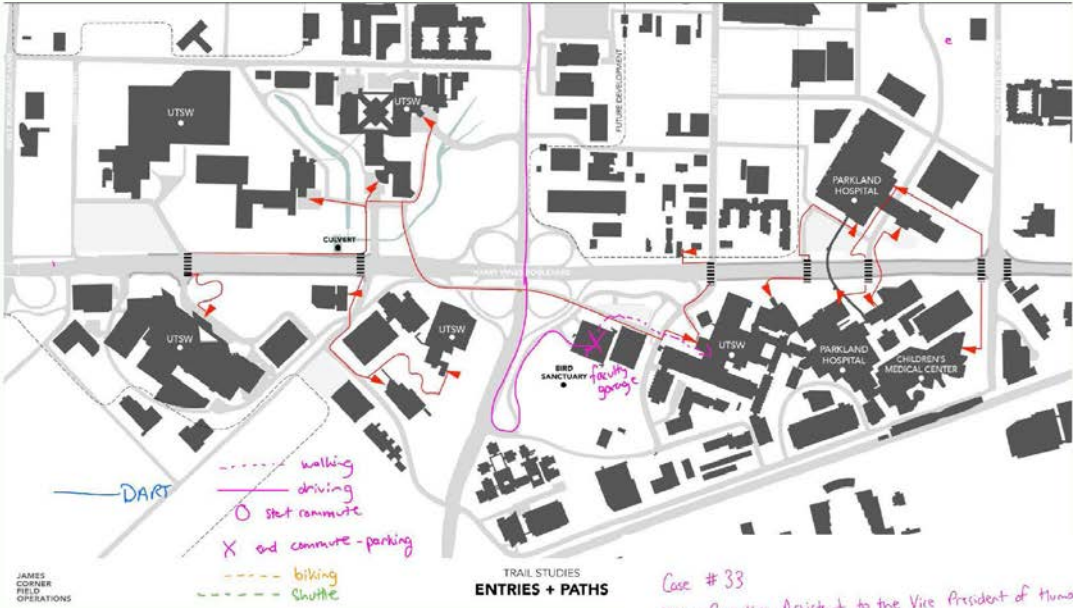 UTSW
UTSW
FUTURE DEVELOPMENT
PARKLAND
HOSPITAL
CULVERT
HARRY HINES BOULEVARD
UTSW
UTSW
BIRD
SANCTUARY
faculty
garage
UTSW
PARKLAND
HOSPITAL
CHILDREN'S
MEDICAL CENTER
DART
walking
driving
start commute
X end commute - parking
biking
Shuttle
JAMES
CORNER
FIELD
OPERATIONS
TRAIL STUDIES
ENTRIES + PATHS
Case #33
Assistant to the Vice President of